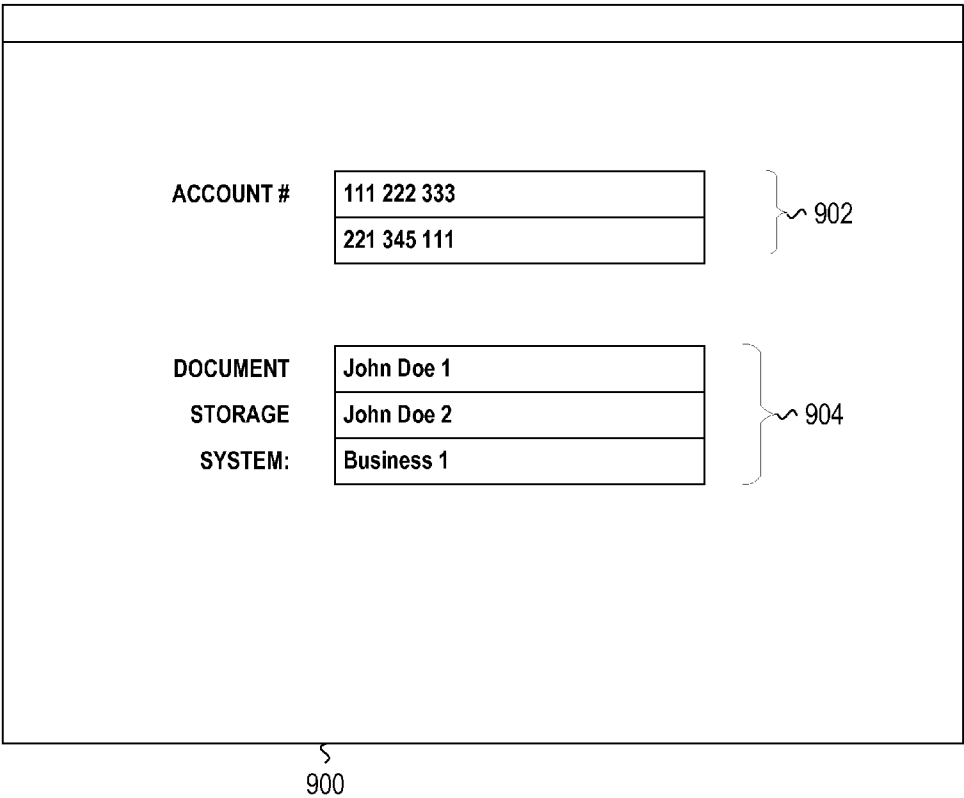 ACCOUNT # 111 222 333
221 345 111
902
DOCUMENT John Doe 1
STORAGE John Doe 2
904
SYSTEM: Business 1
900